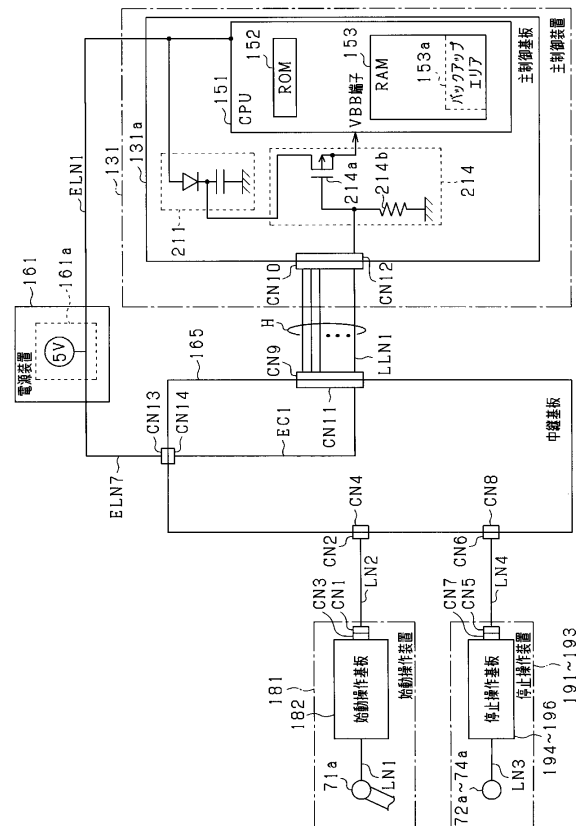 161
161a
電源装置
5V
ELN1
131
131a
151
CPU
152
ROM
153
RAM
153a
バックアップ
エリア
主制御基板
主制御装置
VBB端子
211
214a
214b
214
CN10
CN12
H
LLN1
CN9
CN11
165
CN13
CN14
ELN7
EC1
中継基板
CN2
CN4
CN6
CN8
LN2
LN4
CN3
CN1
CN7
CN5
181
182
始動操作基板
始動操作装置
71a
LN1
停止操作基板
停止操作装置
191~193
194~196
72a~74a
LN3